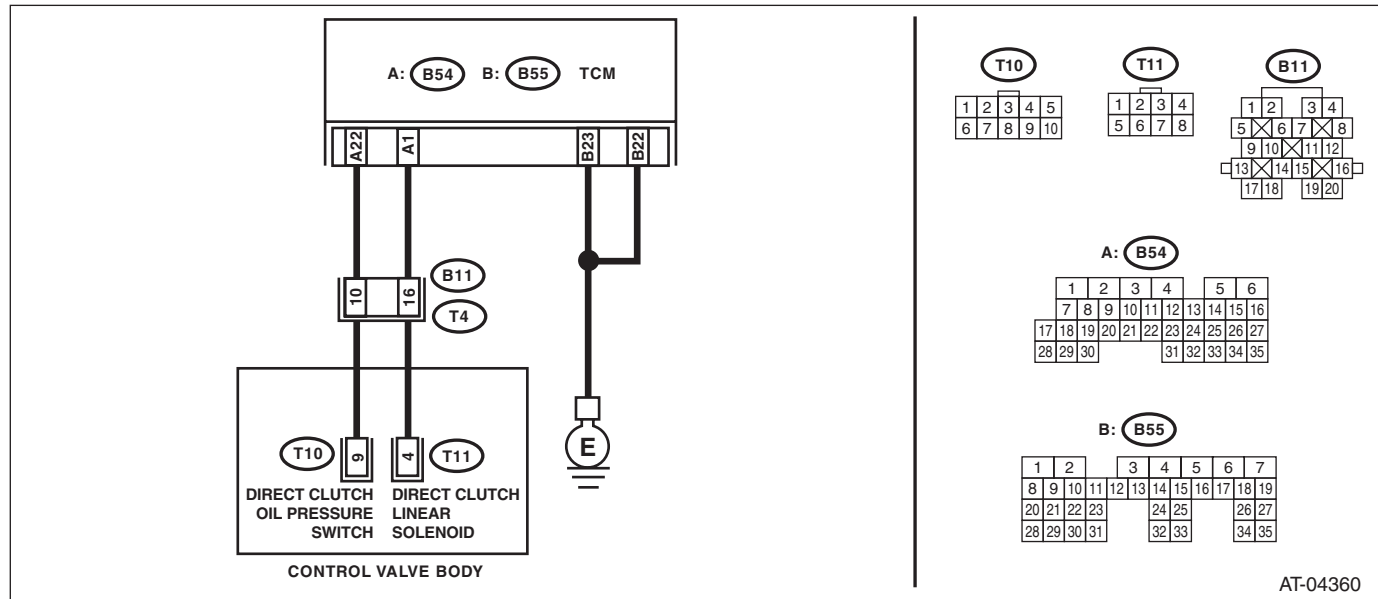 A: B54 B: B55 TCM
A22 A1 B23 B22
B11
10 16
T4
T10 9 4 T11
DIRECT CLUTCH OIL PRESSURE SWITCH
DIRECT CLUTCH LINEAR SOLENOID
E
CONTROL VALVE BODY
T10
1 2 3 4 5
6 7 8 9 10
T11
1 2 3 4
5 6 7 8
B11
1 2 3 4
5 6 7 8
9 10 11 12
13 14 15 16
17 18 19 20
A: B54
1 2 3 4 5 6
7 8 9 10 11 12 13 14 15 16
17 18 19 20 21 22 23 24 25 26 27
28 29 30 31 32 33 34 35
B: B55
1 2 3 4 5 6 7
8 9 10 11 12 13 14 15 16 17 18 19
20 21 22 23 24 25 26 27
28 29 30 31 32 33 34 35
AT-04360